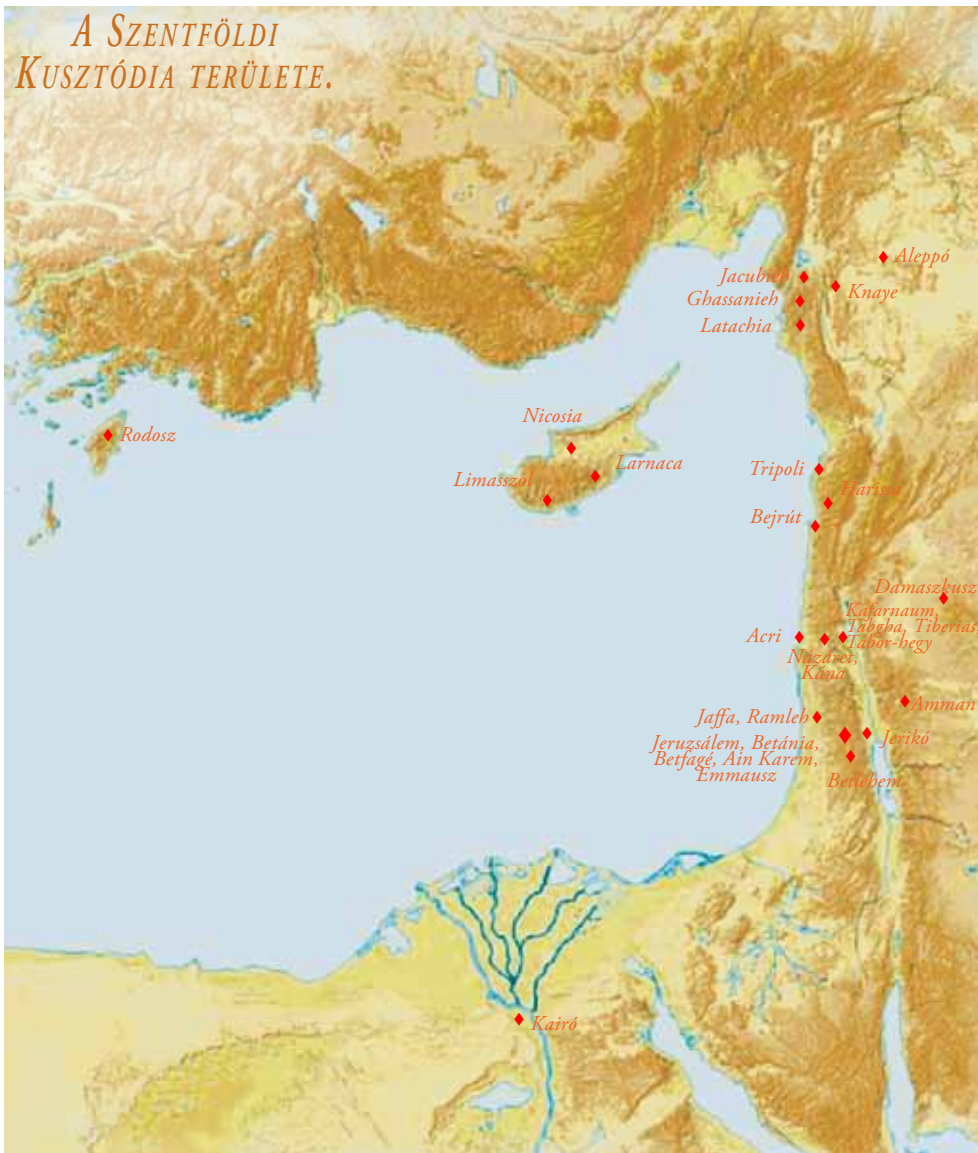 A Szentföldi
Kusztódia területe.
Aleppó
Jacubieh
Knaye
Ghassanieh
Latachia
Nicosia
Rodosz
Larnaca
Limasszól
Tripoli
Harissa
Bejrút
Damaszkusz
Kafarnaum,
Tabgha, Tiberias
Acri
Tábor-hegy
Názáret,
Kána
Amman
Jaffa, Ramleh
Jerikó
Jeruzsálem, Betánia,
Betfagé, Ain Karem,
Emmausz
Betlehem
Kairó